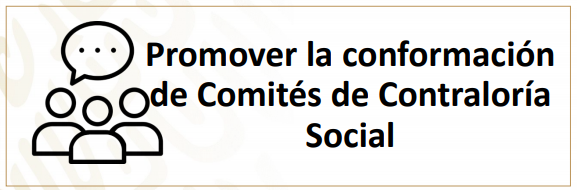 Promover la conformación
de Comités de Contraloría
Social